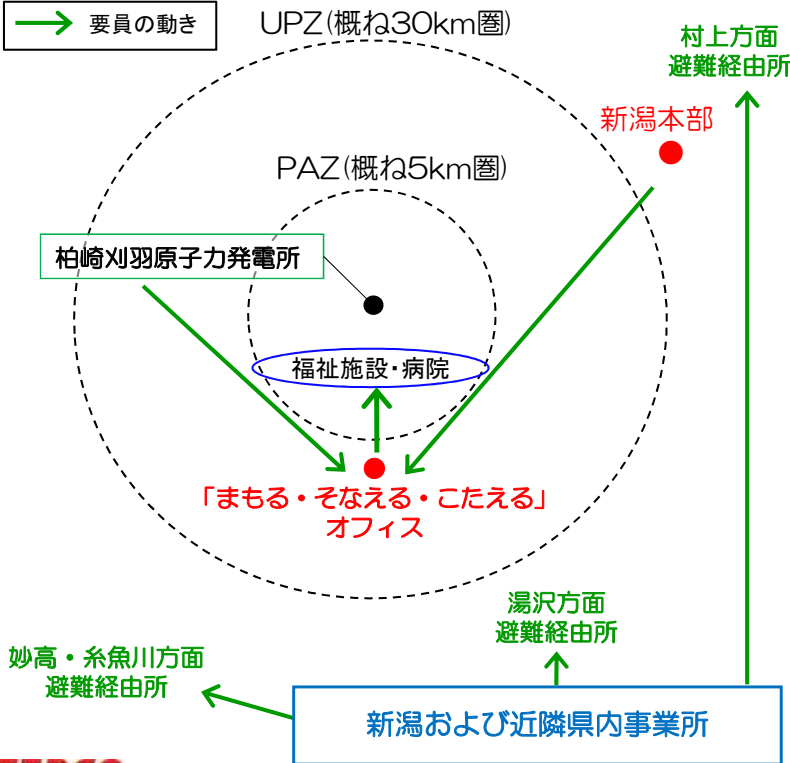 要員の動き
UPZ(概ね30km圏)
村上方面
避難経由所
新潟本部
PAZ(概ね5km圏)
柏崎刈羽原子力発電所
福祉施設・病院
「まもる・そなえる・こたえる」
オフィス
湯沢方面
避難経由所
妙高・糸魚川方面
避難経由所
新潟および近隣県内事業所